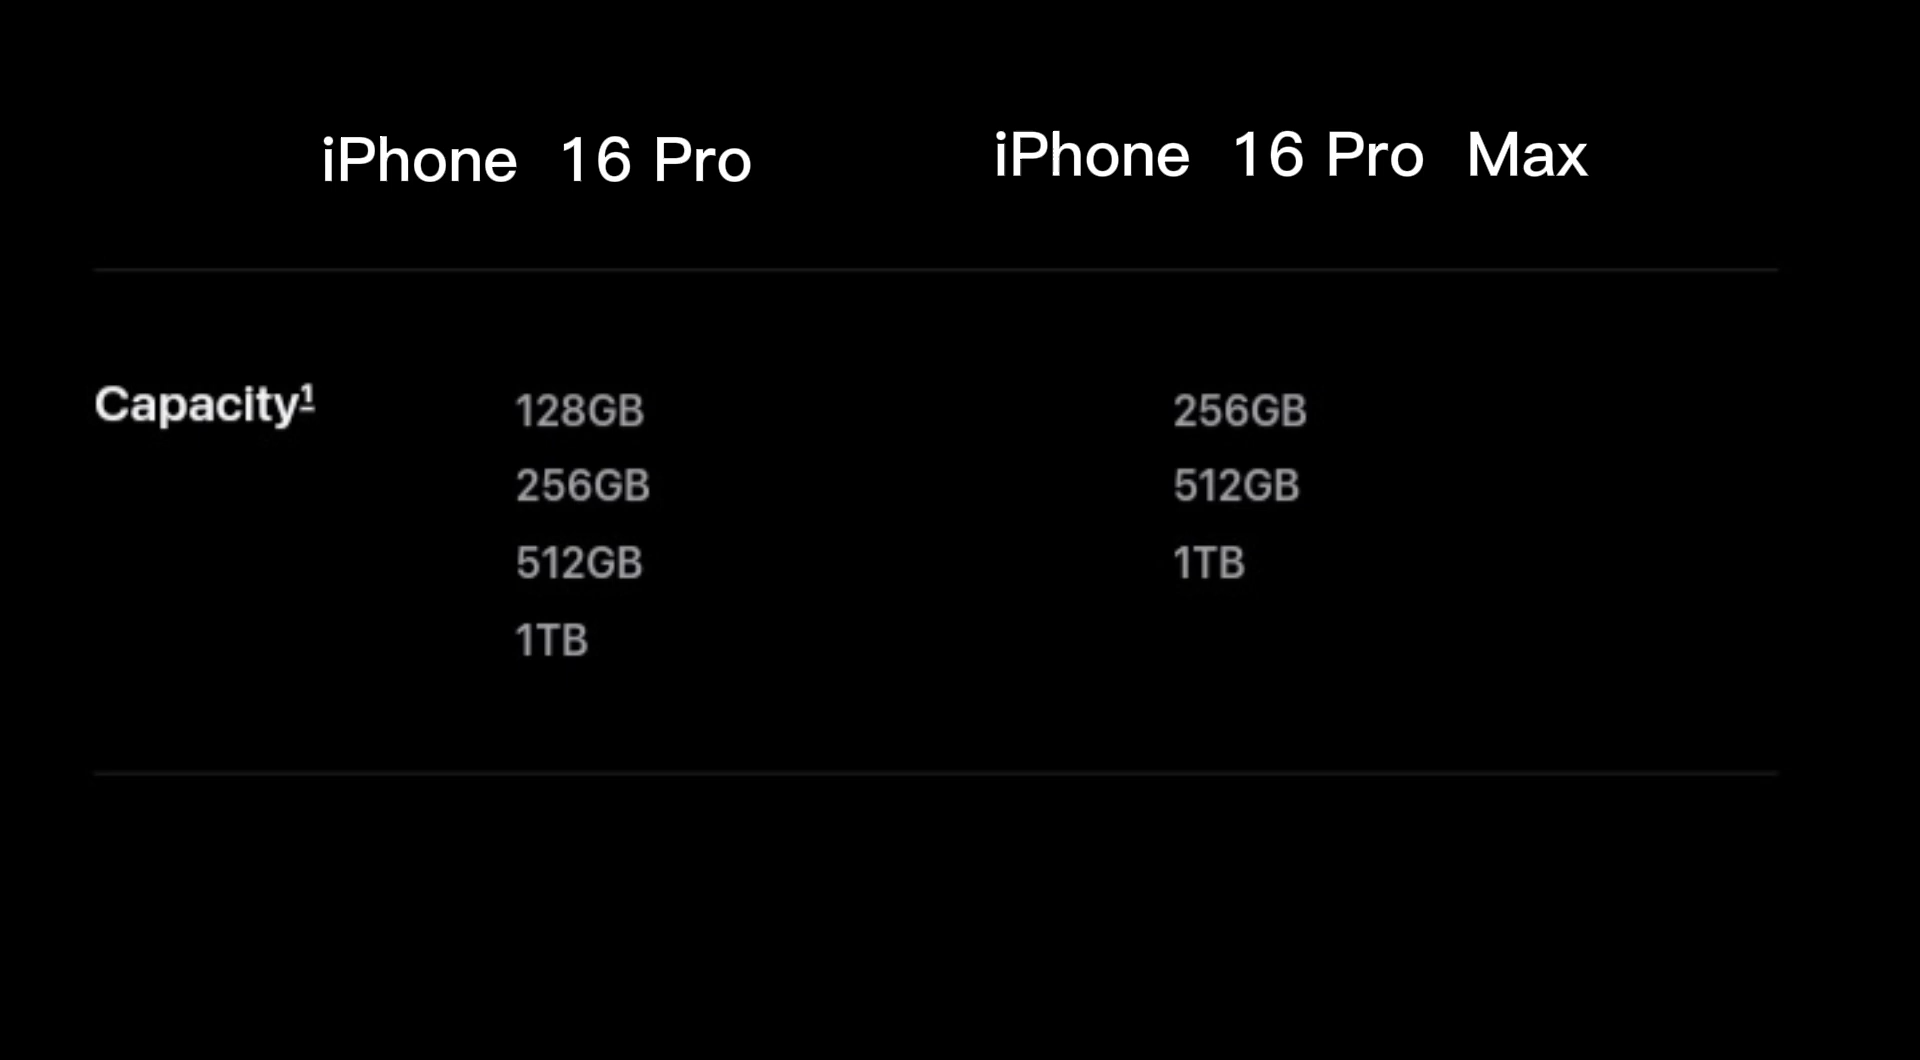 iPhone 16 Pro iPhone 16 Pro Max
Capacity¹ 128GB 256GB
256GB 512GB
512GB 1TB
1TB